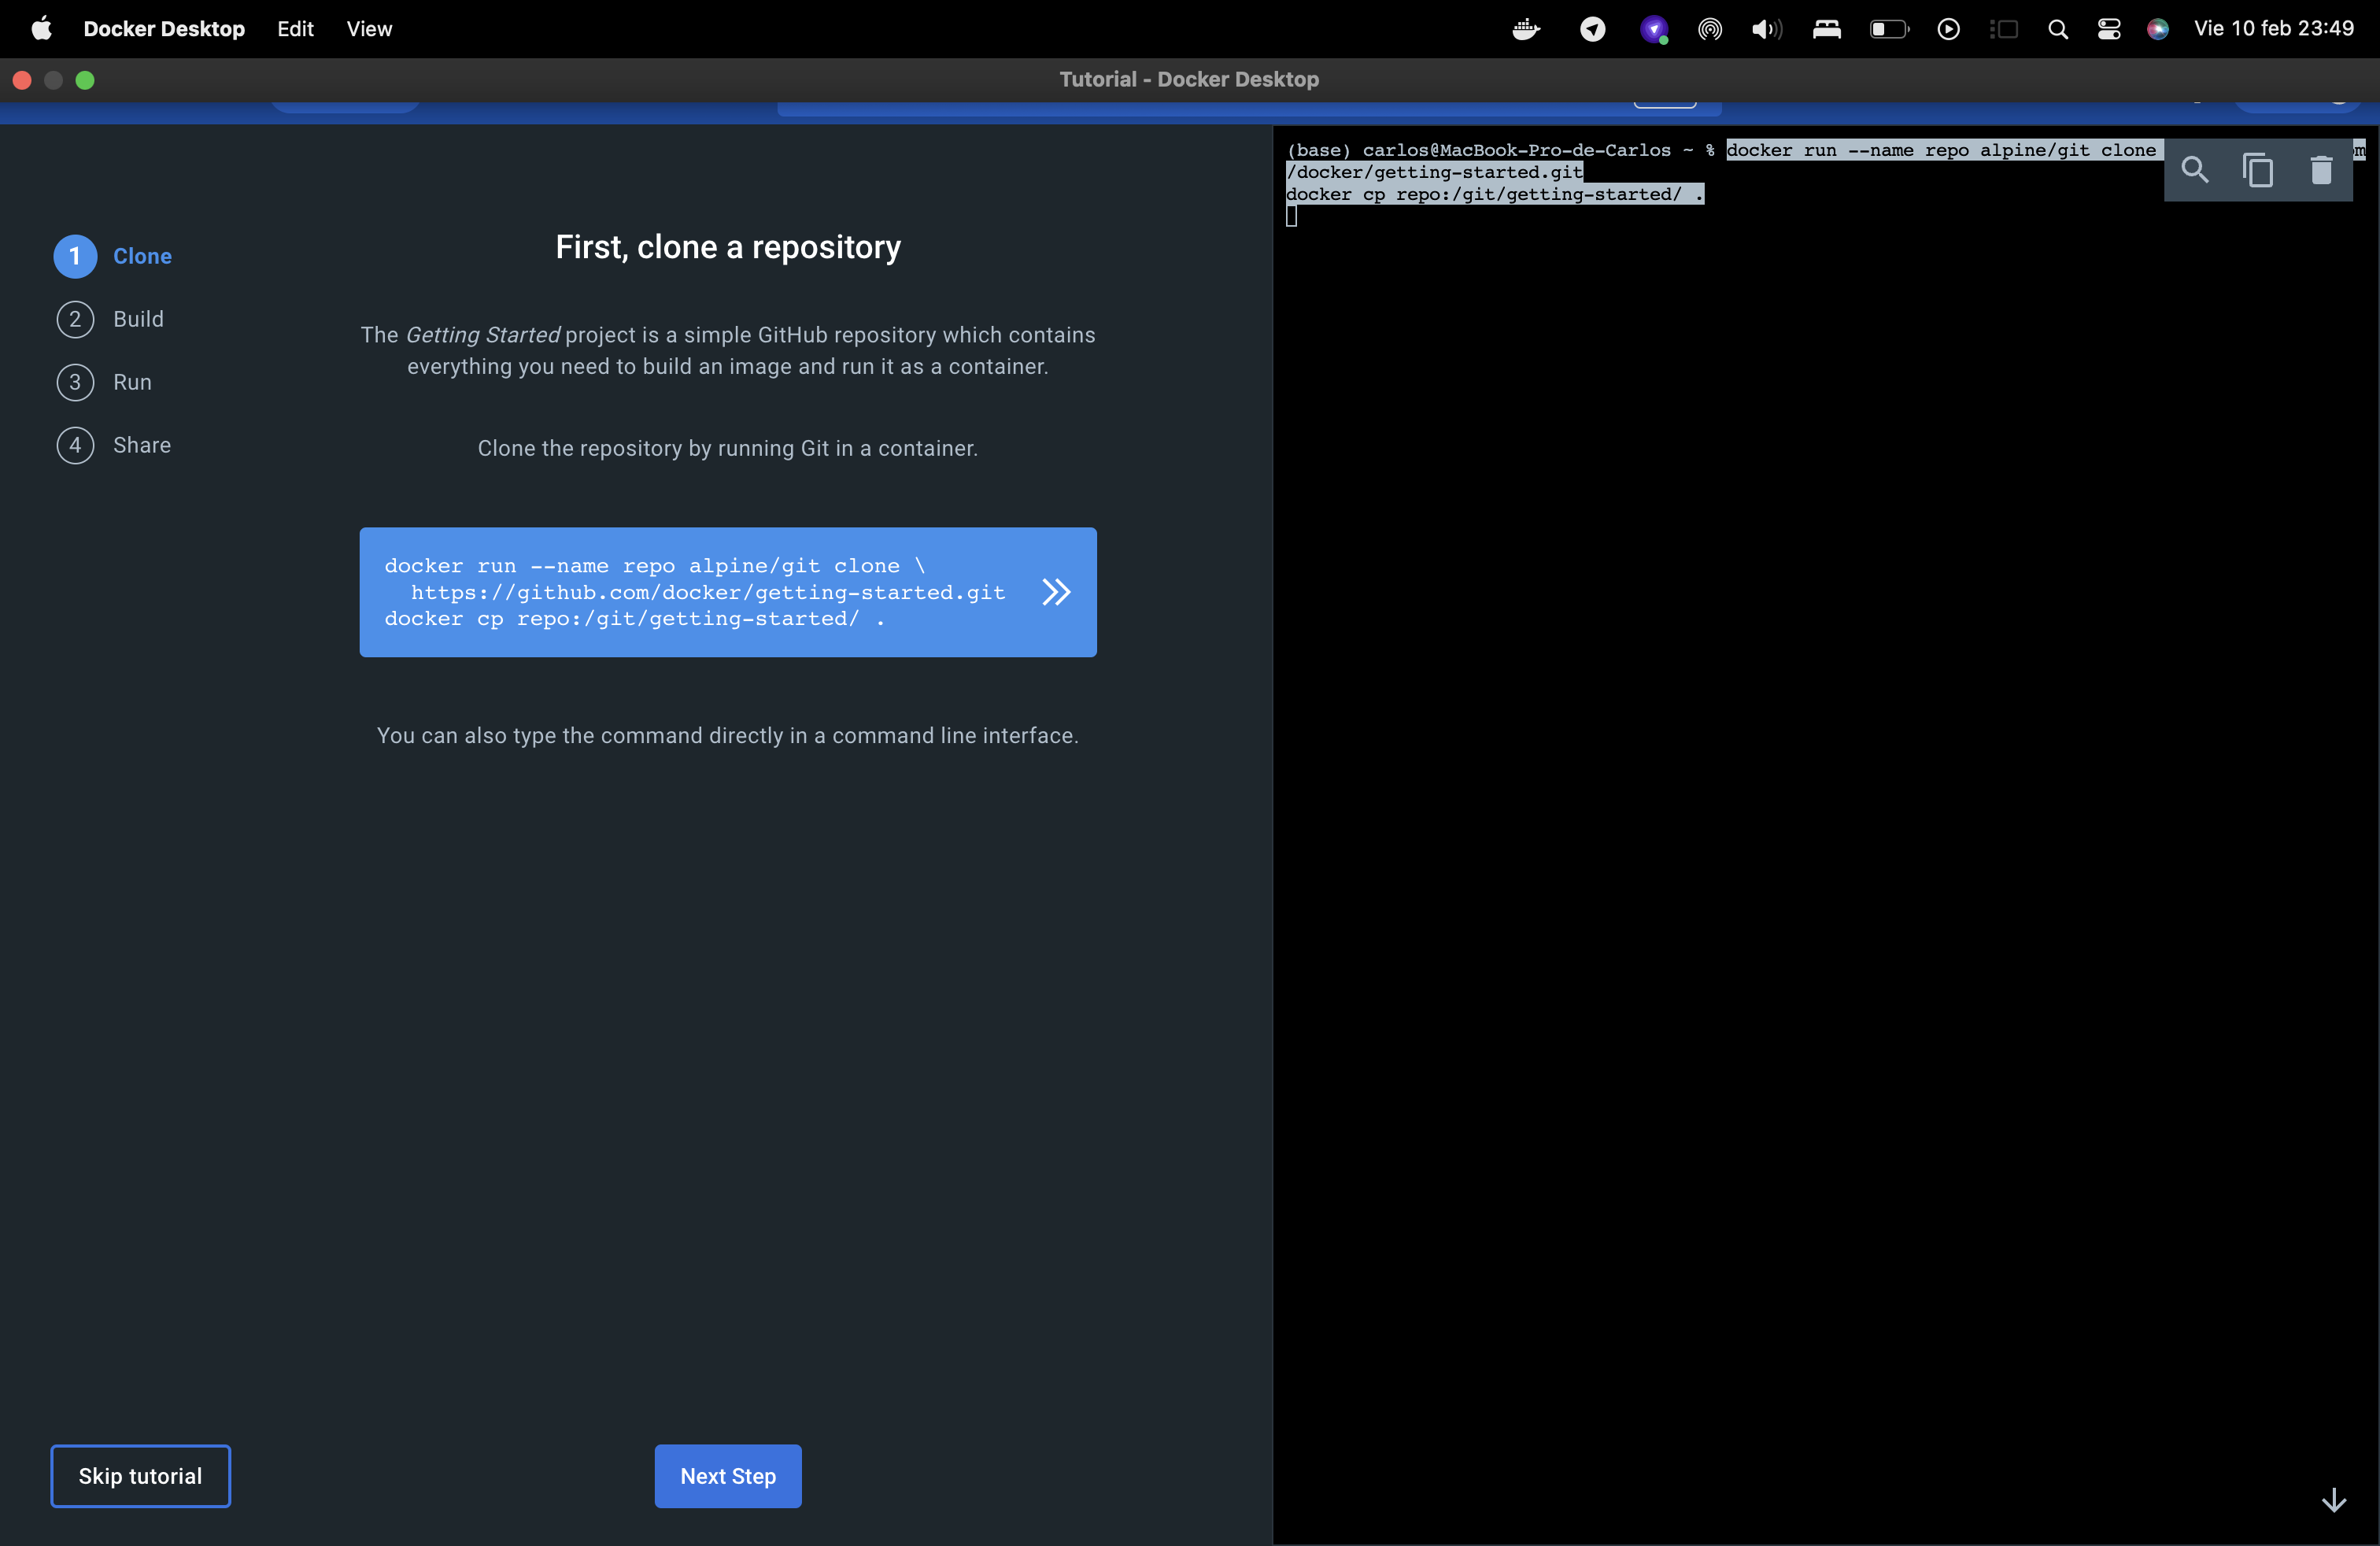 Docker Desktop Edit View Vie 10 feb 23:49
Tutorial - Docker Desktop
1 Clone
2 Build
3 Run
4 Share
First, clone a repository
The Getting Started project is a simple GitHub repository which contains
everything you need to build an image and run it as a container.
Clone the repository by running Git in a container.
docker run --name repo alpine/git clone \
https://github.com/docker/getting-started.git
docker cp repo:/git/getting-started/ .
You can also type the command directly in a command line interface.
Skip tutorial
Next Step
(base) carlos@MacBook-Pro-de-Carlos ~ % docker run --name repo alpine/git clone
/docker/getting-started.git
docker cp repo:/git/getting-started/ .